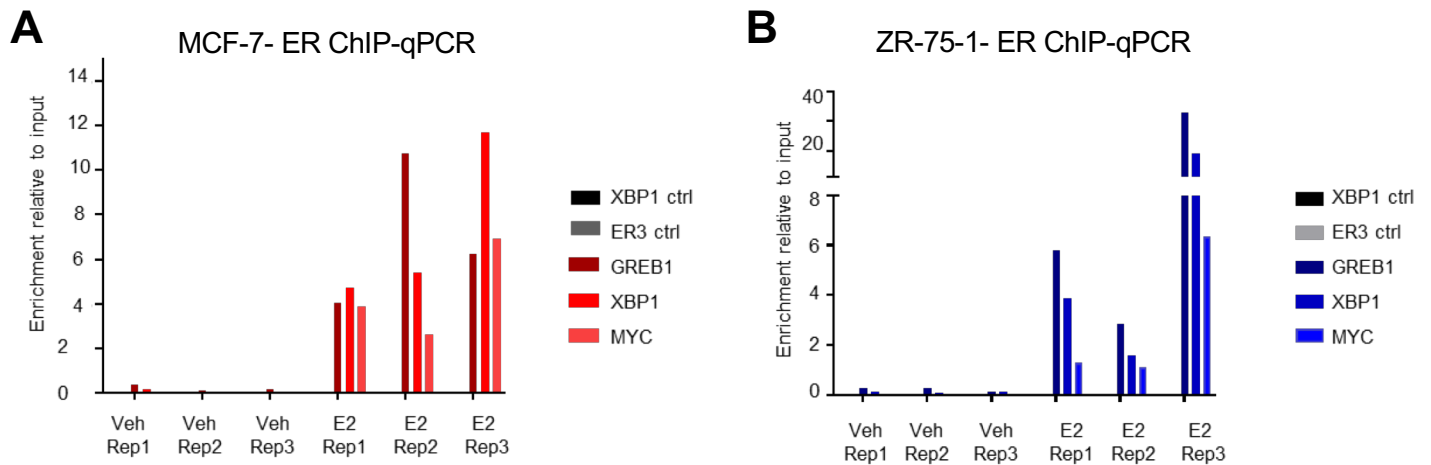 A
MCF-7- ER ChIP-qPCR
Enrichment relative to input
14
12
10
8
6
4
2
0
Veh
Rep1
Veh
Rep2
Veh
Rep3
E2
Rep1
E2
Rep2
E2
Rep3
XBP1 ctrl
ER3 ctrl
GREB1
XBP1
MYC
B
ZR-75-1- ER ChIP-qPCR
Enrichment relative to input
40
20
8
6
4
2
0
Veh
Rep1
Veh
Rep2
Veh
Rep3
E2
Rep1
E2
Rep2
E2
Rep3
XBP1 ctrl
ER3 ctrl
GREB1
XBP1
MYC